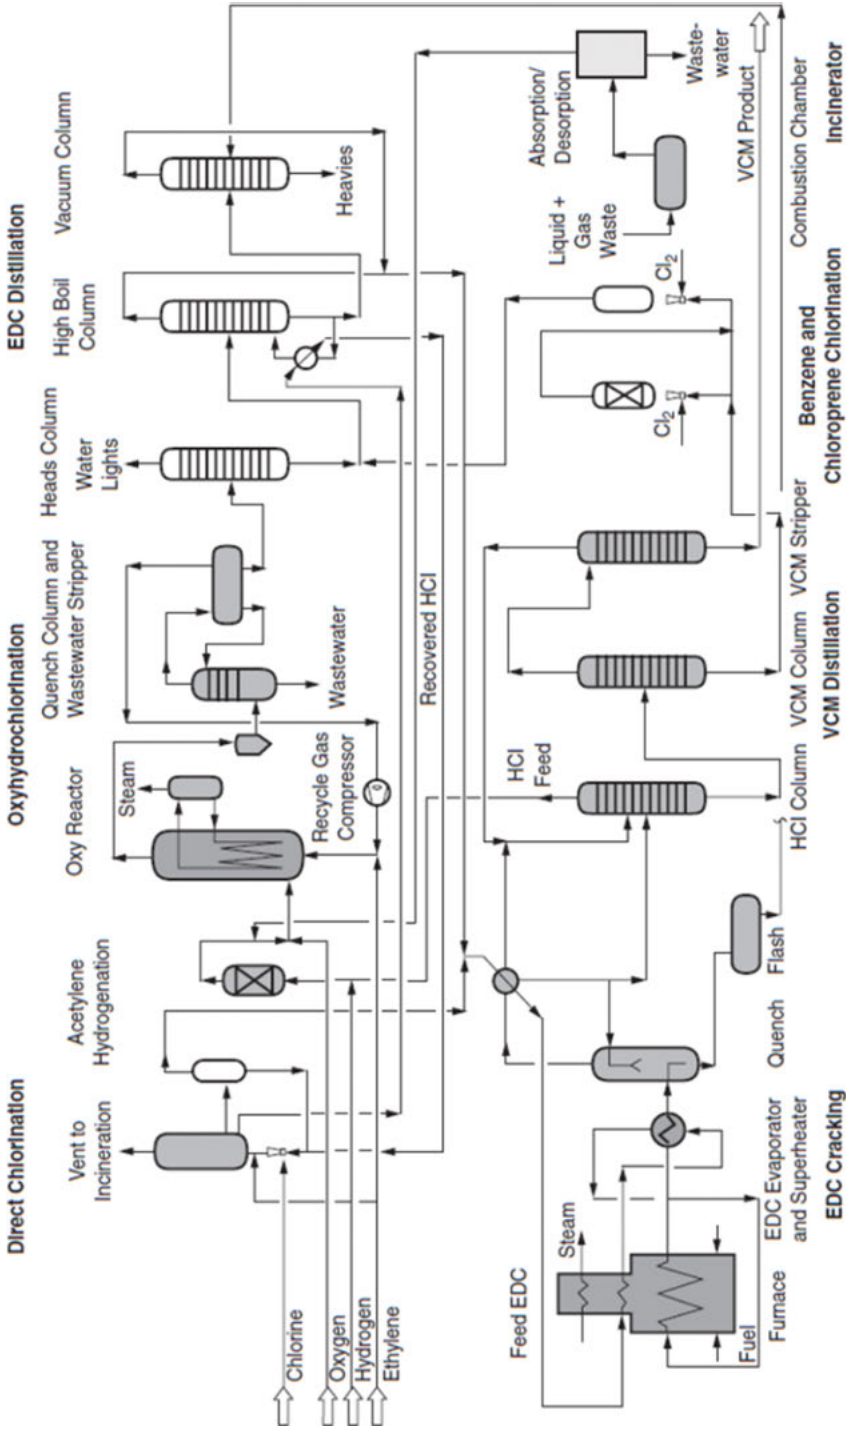 Direct Chlorination
Oxyhydrochlorination
EDC Distillation
Vent to
Incineration
Acetylene
Hydrogenation
Oxy Reactor
Steam
Quench Column and
Wastewater Stripper
Heads Column
Water
Lights
High Boil
Column
Vacuum Column
Heavies
Wastewater
Recycle Gas
Compressor
Chlorine
Oxygen
Hydrogen
Ethylene
Recovered HCl
Absorption/
Desorption
Waste-
water
Liquid +
Gas
Waste
Feed EDC
Steam
HCl
Feed
Cl2
Cl2
VCM Product
Fuel
Furnace
EDC Evaporator
and Superheater
Quench
Flash
HCl Column
VCM Column
VCM Stripper
Combustion Chamber
EDC Cracking
VCM Distillation
Benzene and
Chloroprene Chlorination
Incinerator